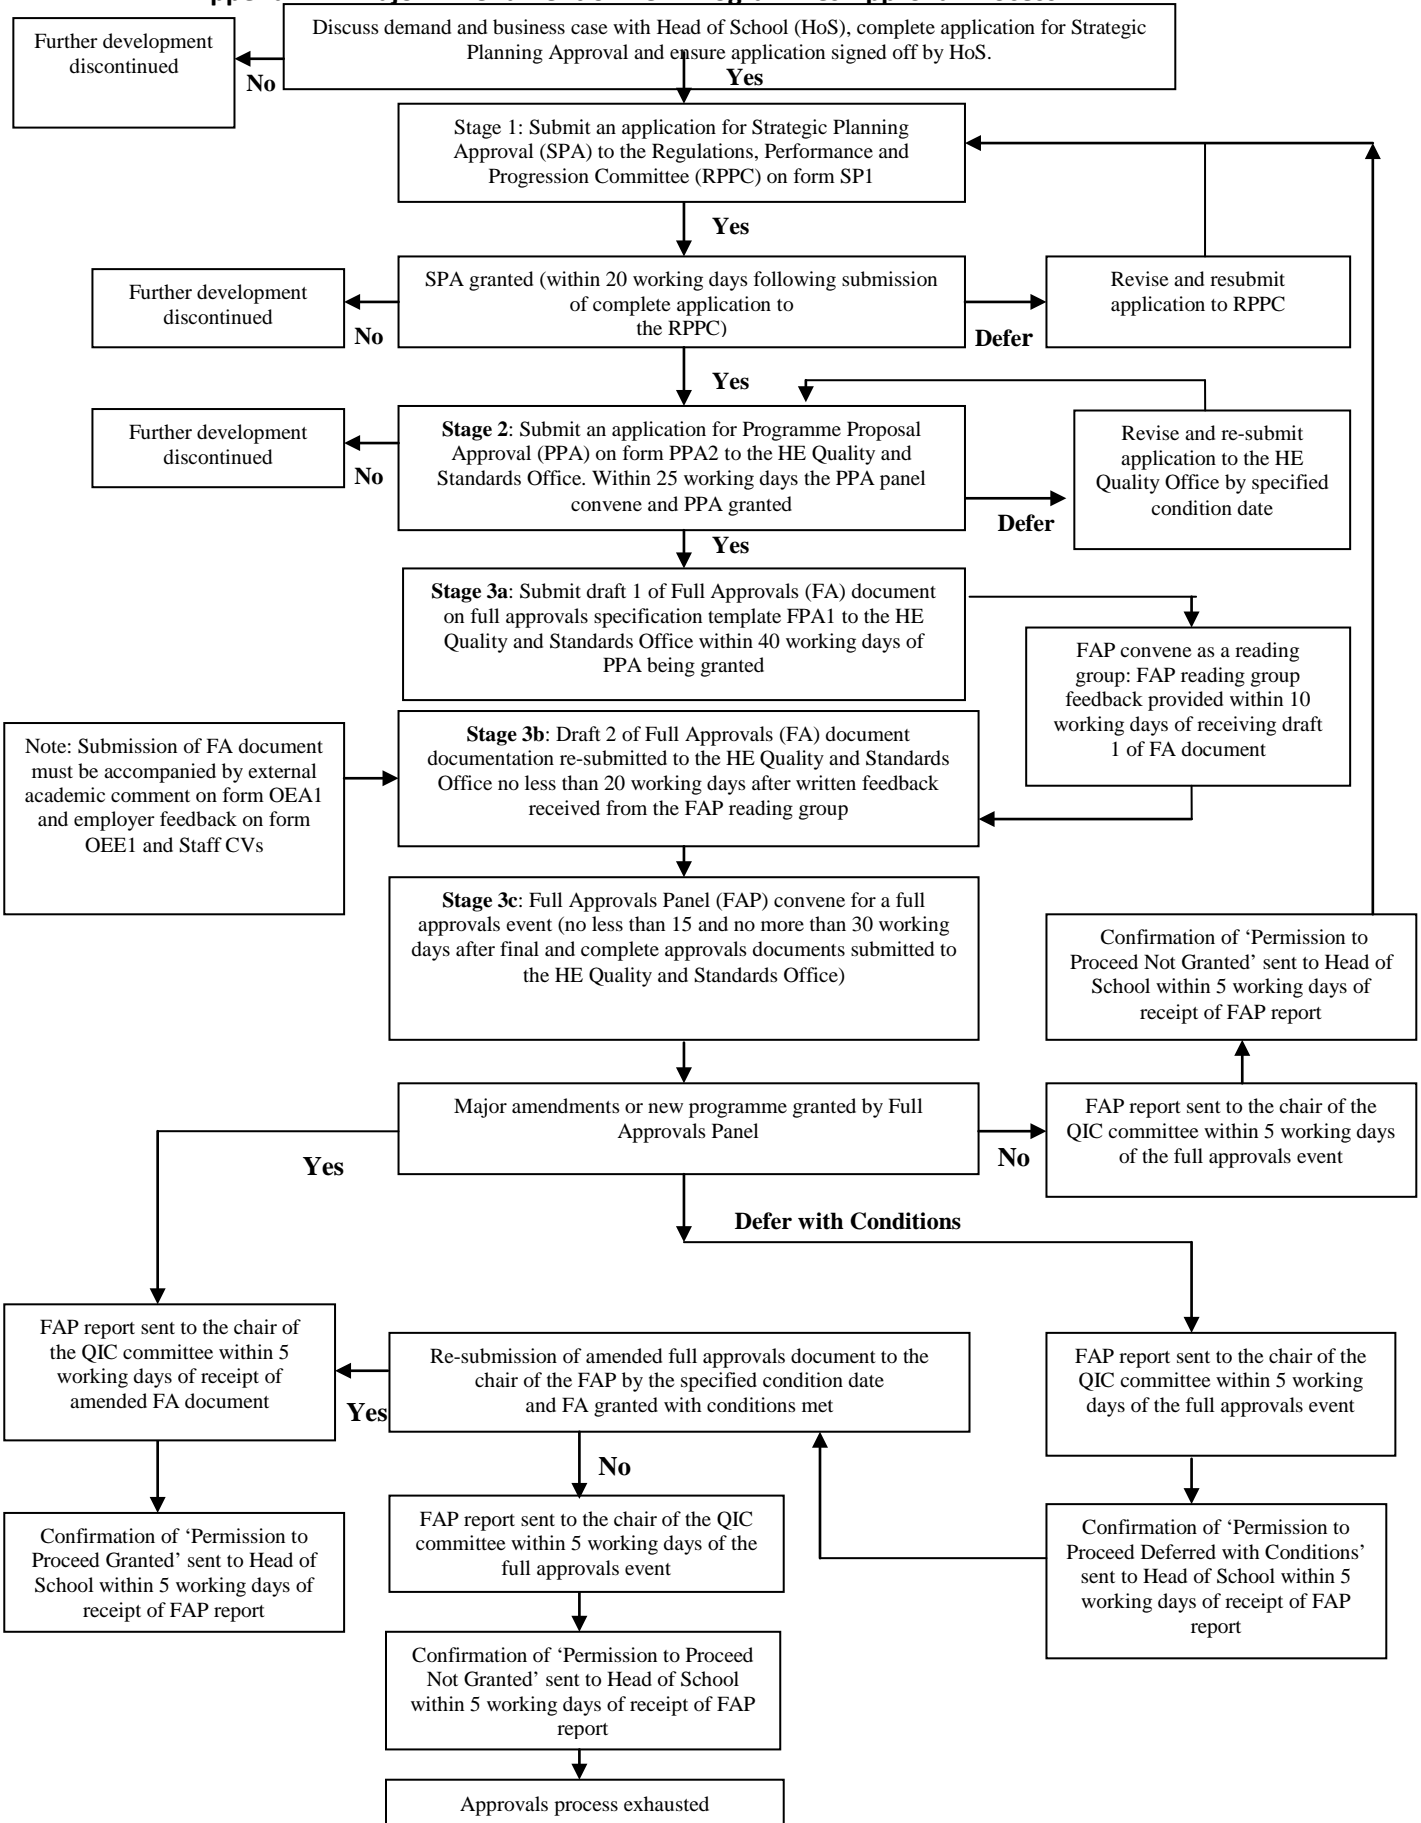 Further development
discontinued
Discuss demand and business case with Head of School (HoS), complete application for Strategic
Planning Approval and ensure application signed off by HoS.
No
Yes
Stage 1: Submit an application for Strategic Planning
Approval (SPA) to the Regulations, Performance and
Progression Committee (RPPC) on form SP1
Yes
Further development
discontinued
No
SPA granted (within 20 working days following submission
of complete application to
the RPPC)
Defer
Revise and resubmit
application to RPPC
Yes
Further development
discontinued
No
Stage 2: Submit an application for Programme Proposal
Approval (PPA) on form PPA2 to the HE Quality and
Standards Office. Within 25 working days the PPA panel
convene and PPA granted
Defer
Revise and re-submit
application to the HE
Quality Office by specified
condition date
Yes
Stage 3a: Submit draft 1 of Full Approvals (FA) document
on full approvals specification template FPA1 to the HE
Quality and Standards Office within 40 working days of
PPA being granted
FAP convene as a reading
group: FAP reading group
feedback provided within 10
working days of receiving draft
1 of FA document
Note: Submission of FA document
must be accompanied by external
academic comment on form OEA1
and employer feedback on form
OEE1 and Staff CVs
Stage 3b: Draft 2 of Full Approvals (FA) document
documentation re-submitted to the HE Quality and Standards
Office no less than 20 working days after written feedback
received from the FAP reading group
Stage 3c: Full Approvals Panel (FAP) convene for a full
approvals event (no less than 15 and no more than 30 working
days after final and complete approvals documents submitted to
the HE Quality and Standards Office)
Confirmation of ‘Permission to
Proceed Not Granted’ sent to Head of
School within 5 working days of
receipt of FAP report
Major amendments or new programme granted by Full
Approvals Panel
Yes
No
FAP report sent to the chair of the
QIC committee within 5 working days
of the full approvals event
Defer with Conditions
FAP report sent to the chair of
the QIC committee within 5
working days of receipt of
amended FA document
Yes
Re-submission of amended full approvals document to the
chair of the FAP by the specified condition date
and FA granted with conditions met
FAP report sent to the chair of the
QIC committee within 5 working
days of the full approvals event
No
Confirmation of ‘Permission to
Proceed Granted’ sent to Head of
School within 5 working days of
receipt of FAP report
FAP report sent to the chair of the QIC
committee within 5 working days of the
full approvals event
Confirmation of ‘Permission to
Proceed Deferred with Conditions’
sent to Head of School within 5
working days of receipt of FAP
report
Confirmation of ‘Permission to Proceed
Not Granted’ sent to Head of School
within 5 working days of receipt of FAP
report
Approvals process exhausted